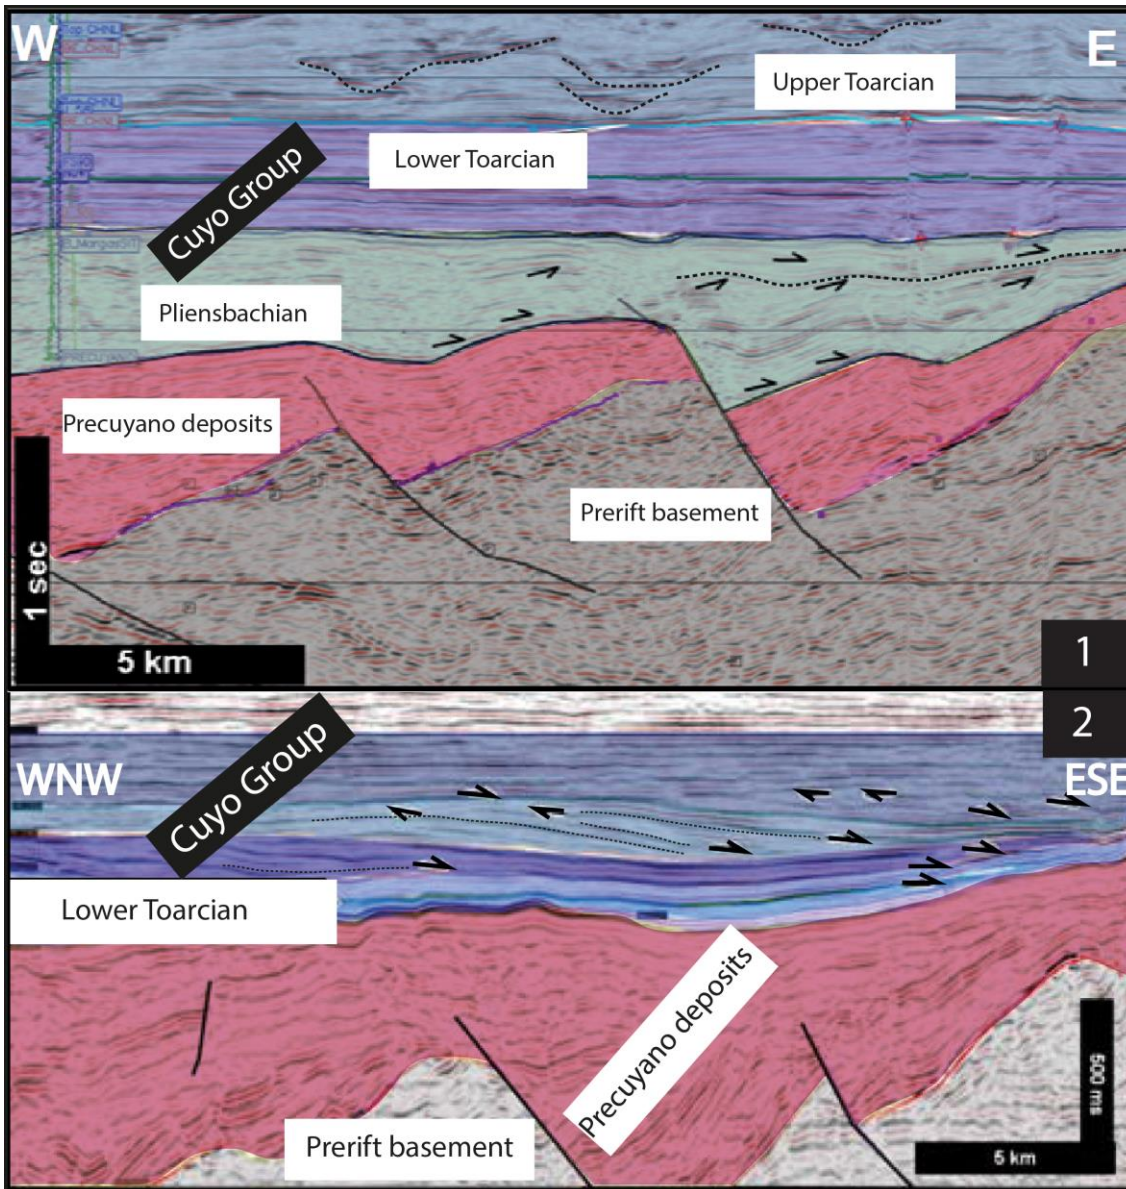 W
E
Upper Toarcian
Lower Toarcian
Cuyo Group
Pliensbachian
Precuyano deposits
Prerift basement
1 sec
5 km
1
2
WNW
Cuyo Group
ESE
Lower Toarcian
Precuyano deposits
Prerift basement
500 ms
5 km